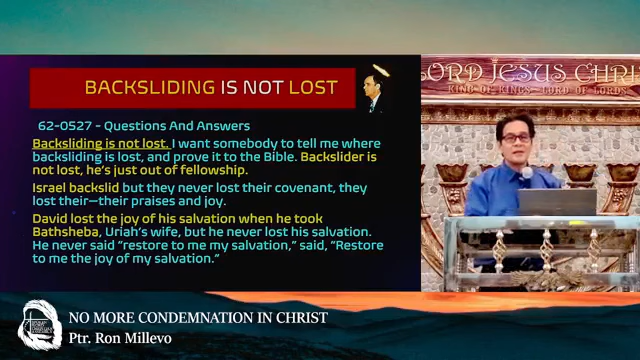 BACKSLIDING IS NOT LOST
LORD JESUS CHRI
KING OF KINGS LORD OF LORDS
62-0527 - Questions And Answers
Backsliding is not lost. I want somebody to tell me where
backsliding is lost, and prove it to the Bible. Backslider is
not lost, he's just out of fellowship.
Israel backslid but they never lost their covenant, they
lost their—their praises and joy.
David lost the joy of his salvation when he took
Bathsheba, Uriah's wife, but he never lost his salvation.
He never said “restore to me my salvation,” said, “Restore
to me the joy of my salvation.”
NO MORE CONDEMNATION IN CHRIST
Ptr. Ron Millevo